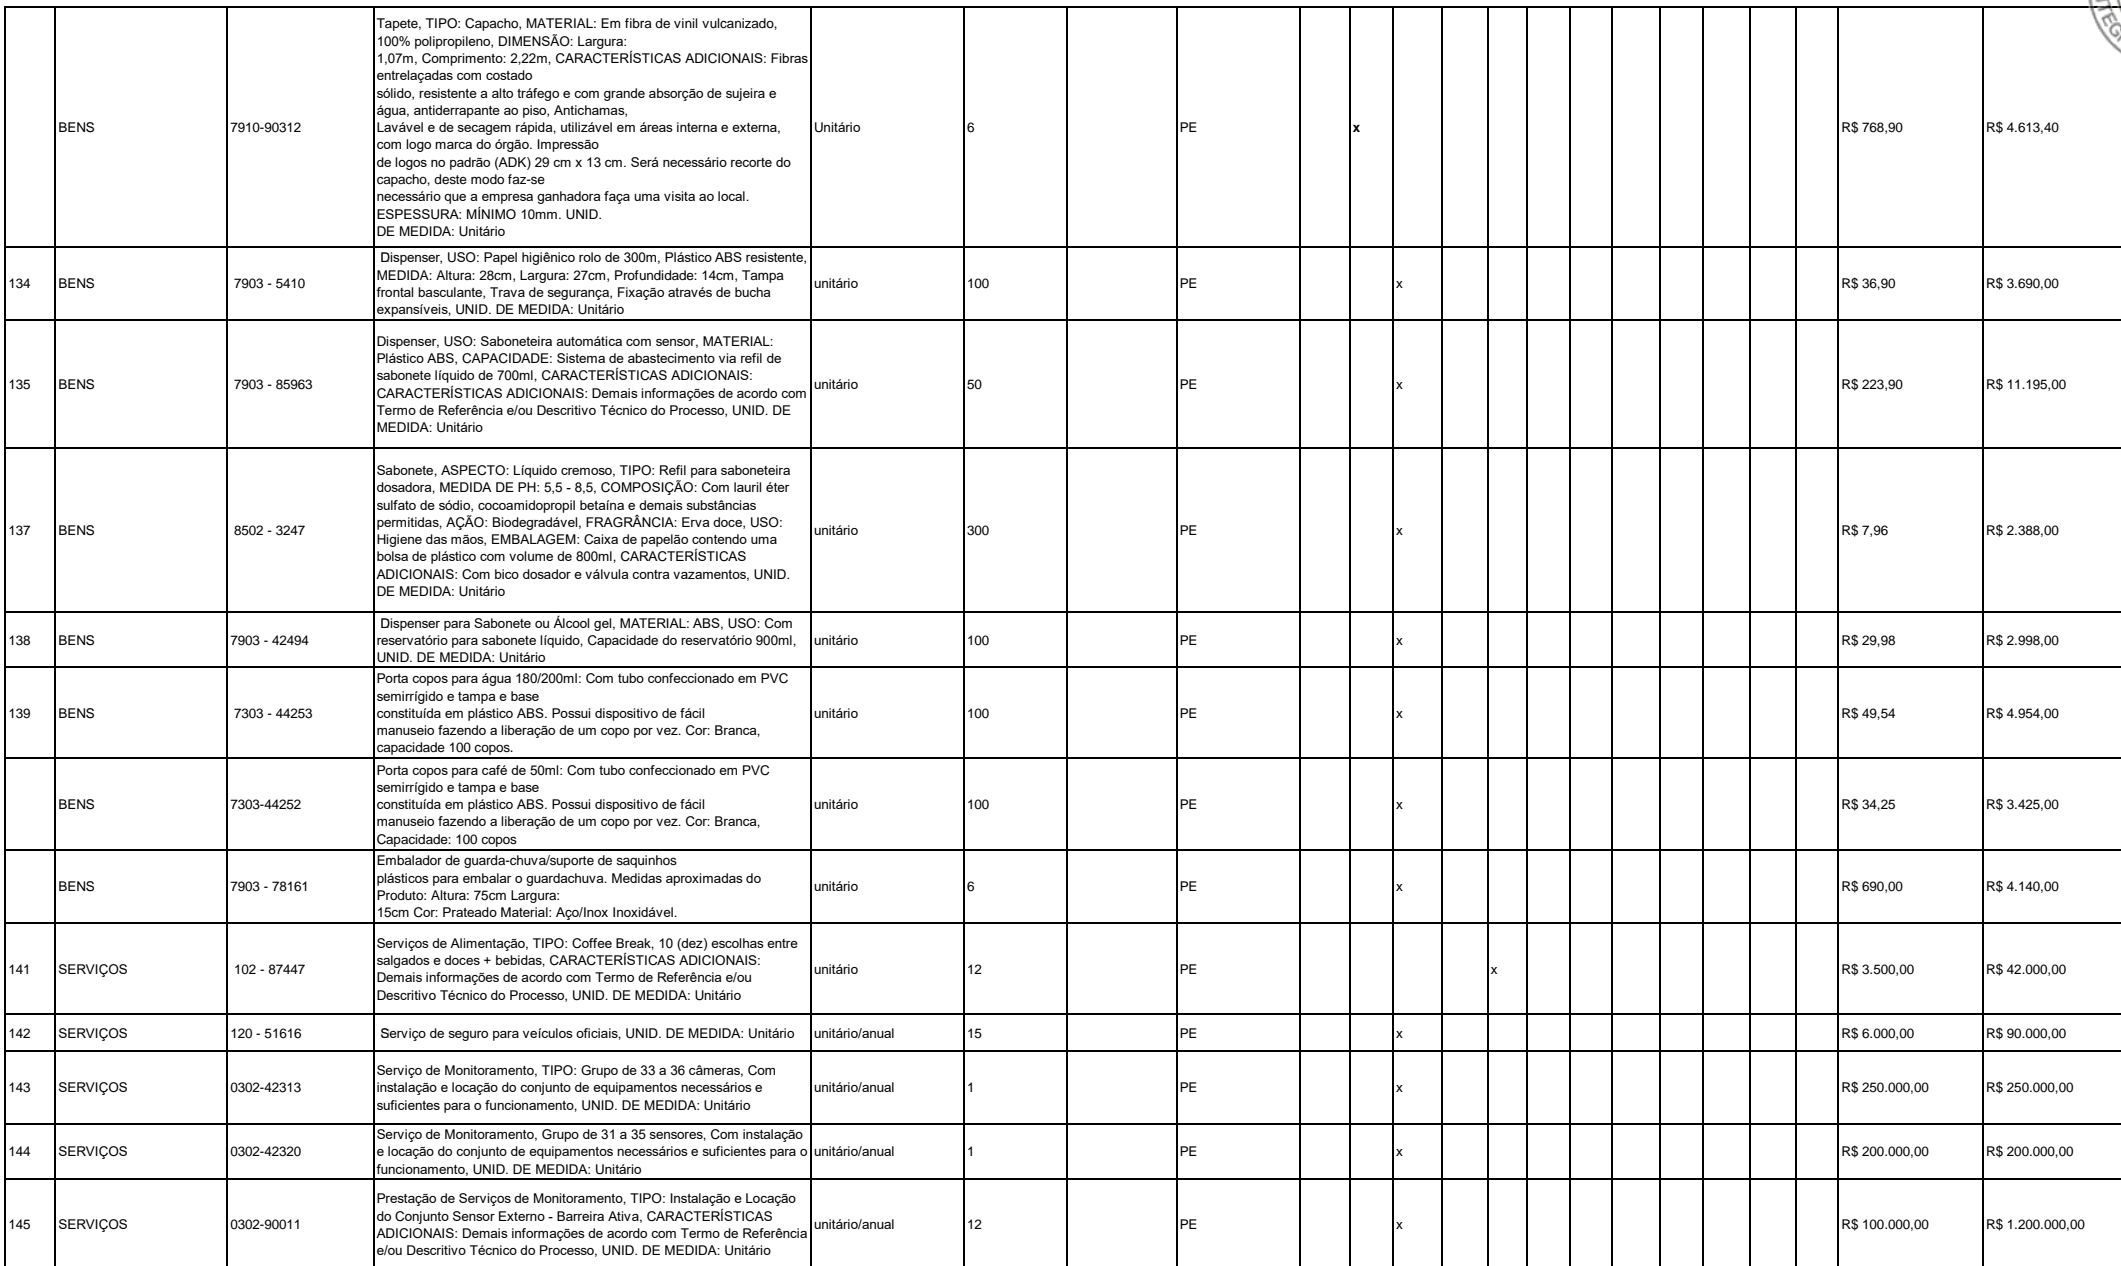 Tapete, TIPO: Capacho, MATERIAL: Em fibra de vinil vulcanizado,
100% polipropileno, DIMENSÃO: Largura:
1,07m, Comprimento: 2,22m, CARACTERÍSTICAS ADICIONAIS: Fibras
entrelaçadas com costado
sólido, resistente a alto tráfego e com grande absorção de sujeira e
água, antiderrapante ao piso, Antichamas,
BENS 7910-90312 Lavável e de secagem rápida, utilizável em áreas interna e externa, Unitário 6 PE x R$ 768,90 R$ 4.613,40
com logo marca do órgão. Impressão
de logos no padrão (ADK) 29 cm x 13 cm. Será necessário recorte do
capacho, deste modo faz-se
necessário que a empresa ganhadora faça uma visita ao local.
ESPESSURA: MÍNIMO 10mm. UNID.
DE MEDIDA: Unitário
Dispenser, USO: Papel higiênico rolo de 300m, Plástico ABS resistente,
134 BENS 7903 - 5410 MEDIDA: Altura: 28cm, Largura: 27cm, Profundidade: 14cm, Tampa unitário 100 PE x R$ 36,90 R$ 3.690,00
frontal basculante, Trava de segurança, Fixação através de bucha
expansíveis, UNID. DE MEDIDA: Unitário
Dispenser, USO: Saboneteira automática com sensor, MATERIAL:
Plástico ABS, CAPACIDADE: Sistema de abastecimento via refil de
135 BENS 7903 - 85963 sabonete líquido de 700ml, CARACTERÍSTICAS ADICIONAIS: unitário 50 PE x R$ 223,90 R$ 11.195,00
CARACTERÍSTICAS ADICIONAIS: Demais informações de acordo com
Termo de Referência e/ou Descritivo Técnico do Processo, UNID. DE
MEDIDA: Unitário
Sabonete, ASPECTO: Líquido cremoso, TIPO: Refil para saboneteira
dosadora, MEDIDA DE PH: 5,5 - 8,5, COMPOSIÇÃO: Com lauril éter
sulfato de sódio, cocoamidopropil betaína e demais substâncias
permitidas, AÇÃO: Biodegradável, FRAGRÂNCIA: Erva doce, USO:
137 BENS 8502 - 3247 Higiene das mãos, EMBALAGEM: Caixa de papelão contendo uma unitário 300 PE x R$ 7,96 R$ 2.388,00
bolsa de plástico com volume de 800ml, CARACTERÍSTICAS
ADICIONAIS: Com bico dosador e válvula contra vazamentos, UNID.
DE MEDIDA: Unitário
Dispenser para Sabonete ou Álcool gel, MATERIAL: ABS, USO: Com
138 BENS 7903 - 42494 reservatório para sabonete líquido, Capacidade do reservatório 900ml, unitário 100 PE x R$ 29,98 R$ 2.998,00
UNID. DE MEDIDA: Unitário
Porta copos para água 180/200ml: Com tubo confeccionado em PVC
semirrígido e tampa e base
139 BENS 7303 - 44253 constituída em plástico ABS. Possui dispositivo de fácil unitário 100 PE x R$ 49,54 R$ 4.954,00
manuseio fazendo a liberação de um copo por vez. Cor: Branca,
capacidade 100 copos.
Porta copos para café de 50ml: Com tubo confeccionado em PVC
semirrígido e tampa e base
BENS 7303-44252 constituída em plástico ABS. Possui dispositivo de fácil unitário 100 PE x R$ 34,25 R$ 3.425,00
manuseio fazendo a liberação de um copo por vez. Cor: Branca,
Capacidade: 100 copos
Embalador de guarda-chuva/suporte de saquinhos
plásticos para embalar o guardachuva. Medidas aproximadas do
BENS 7903 - 78161 Produto: Altura: 75cm Largura: unitário 6 PE x R$ 690,00 R$ 4.140,00
15cm Cor: Prateado Material: Aço/Inox Inoxidável.
Serviços de Alimentação, TIPO: Coffee Break, 10 (dez) escolhas entre
salgados e doces + bebidas, CARACTERÍSTICAS ADICIONAIS:
141 SERVIÇOS 102 - 87447 Demais informações de acordo com Termo de Referência e/ou unitário 12 PE x R$ 3.500,00 R$ 42.000,00
Descritivo Técnico do Processo, UNID. DE MEDIDA: Unitário
142 SERVIÇOS 120 - 51616 Serviço de seguro para veículos oficiais, UNID. DE MEDIDA: Unitário unitário/anual 15 PE x R$ 6.000,00 R$ 90.000,00
Serviço de Monitoramento, TIPO: Grupo de 33 a 36 câmeras, Com
143 SERVIÇOS 0302-42313 instalação e locação do conjunto de equipamentos necessários e unitário/anual 1 PE x R$ 250.000,00 R$ 250.000,00
suficientes para o funcionamento, UNID. DE MEDIDA: Unitário
Serviço de Monitoramento, Grupo de 31 a 35 sensores, Com instalação
144 SERVIÇOS 0302-42320 e locação do conjunto de equipamentos necessários e suficientes para o unitário/anual 1 PE x R$ 200.000,00 R$ 200.000,00
funcionamento, UNID. DE MEDIDA: Unitário
Prestação de Serviços de Monitoramento, TIPO: Instalação e Locação
do Conjunto Sensor Externo - Barreira Ativa, CARACTERÍSTICAS
145 SERVIÇOS 0302-90011 ADICIONAIS: Demais informações de acordo com Termo de Referência unitário/anual 12 PE x R$ 100.000,00 R$ 1.200.000,00
e/ou Descritivo Técnico do Processo, UNID. DE MEDIDA: Unitário